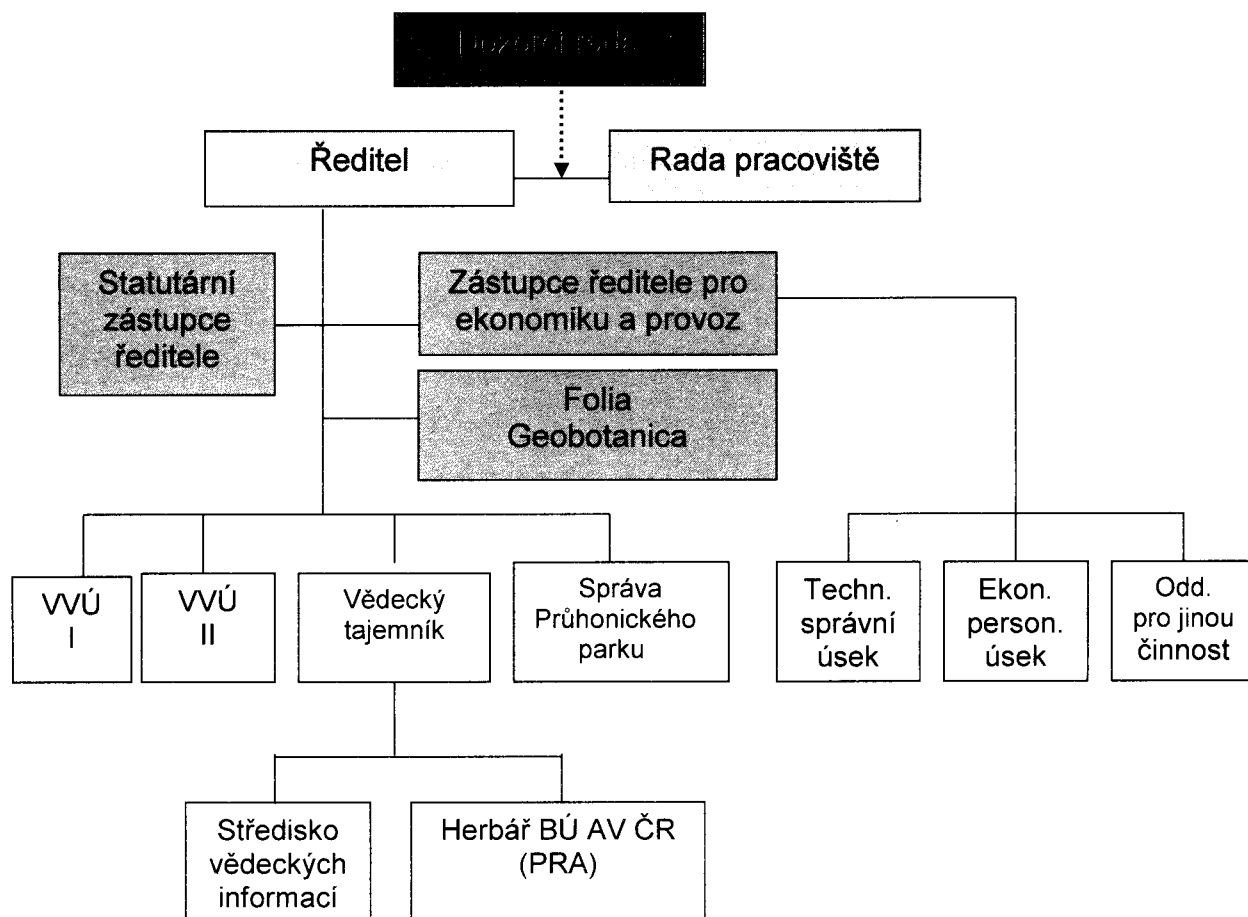 Dozorčí rada
Ředitel
Rada pracoviště
Statutární
zástupce
ředitele
Zástupce ředitele pro
ekonomiku a provoz
Folia
Geobotanica
VVÚ
I
VVÚ
II
Vědecký
tajemník
Správa
Průhonického
parku
Techn.
správní
úsek
Ekon.
person.
úsek
Odd.
pro jinou
činnost
Středisko
vědeckých
informací
Herbář BÚ AV ČR
(PRA)